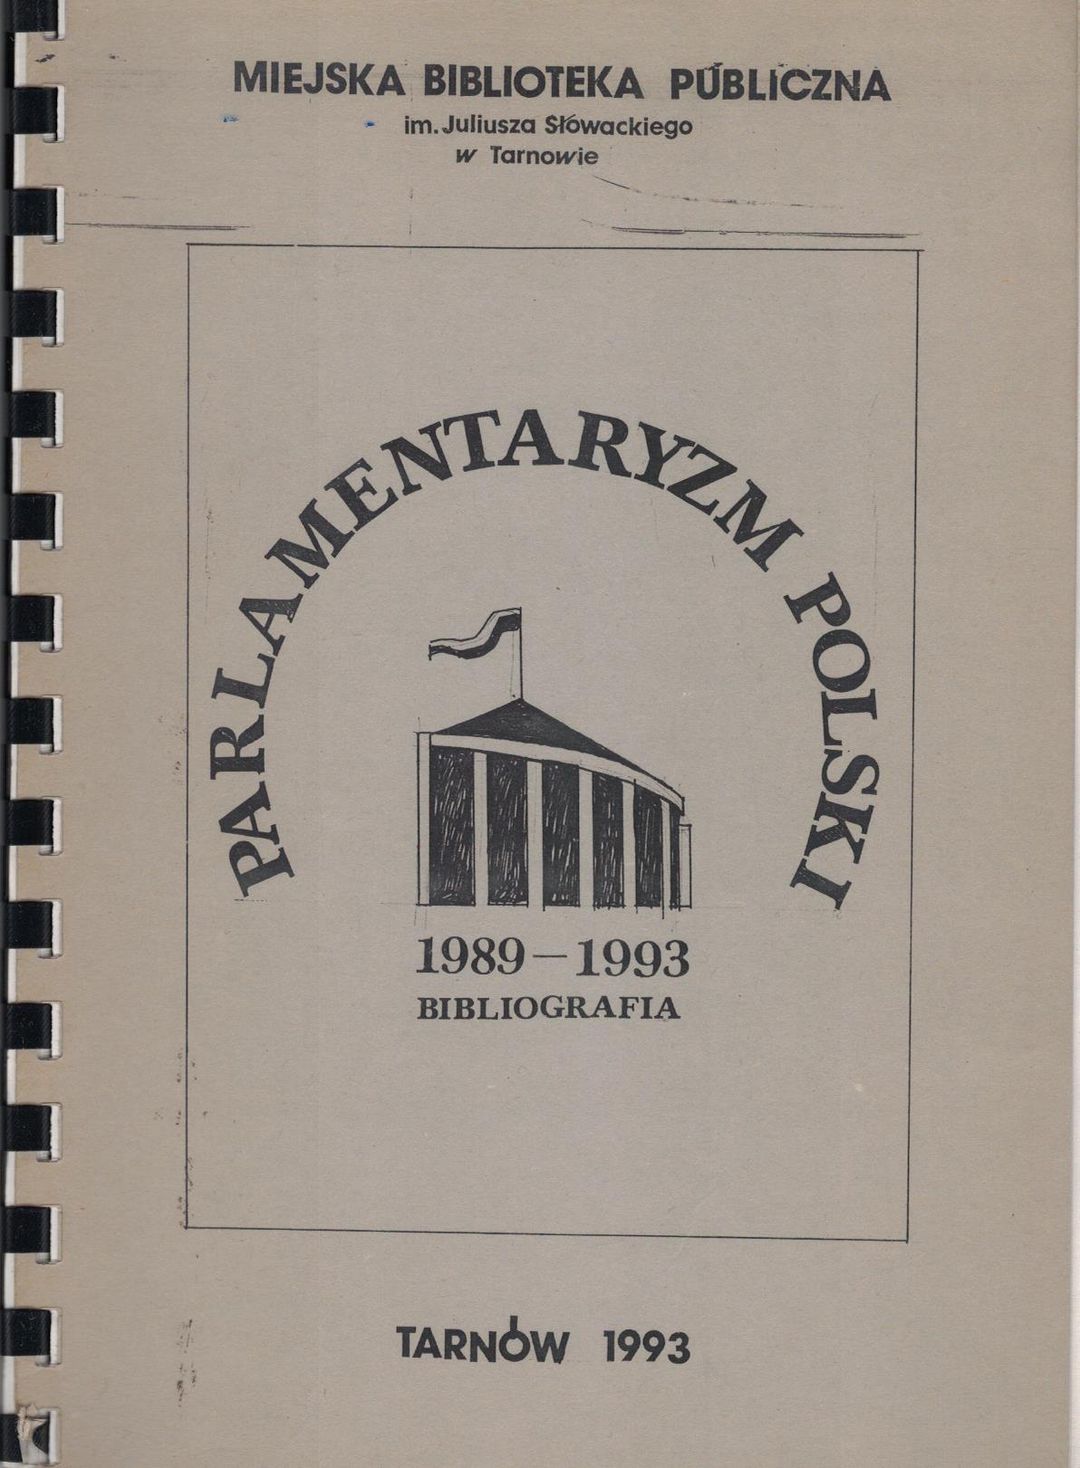 MIEJSKA BIBLIOTEKA PUBLICZNA
im. Juliusza Słowackiego
w Tarnowie
PARLAMENTARYZM POLSKI
1989-1993
BIBLIOGRAFIA
TARNÓW 1993